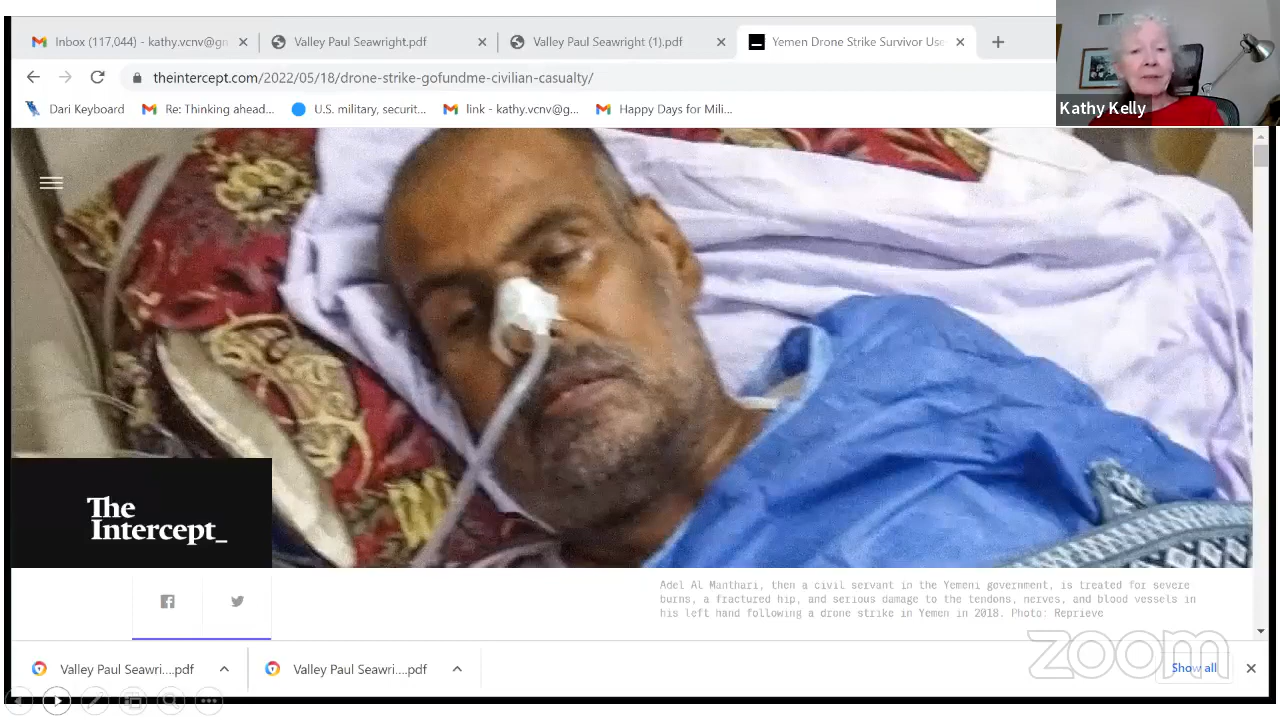 Inbox (117,044) - kathy.vcnv@gn
Valley Paul Seawright.pdf
Valley Paul Seawright (1).pdf
Yemen Drone Strike Survivor Use
theintercept.com/2022/05/18/drone-strike-gofundme-civilian-casualty/
Dari Keyboard
Re: Thinking ahead...
U.S. military, securit...
link - kathy.vcnv@g...
Happy Days for Mili...
Kathy Kelly
The
Intercept_
Adel Al Manthari, then a civil servant in the Yemeni government, is treated for severe
burns, a fractured hip, and serious damage to the tendons, nerves, and blood vessels in
his left hand following a drone strike in Yemen in 2018. Photo: Reprieve
Valley Paul Seawri....pdf
Valley Paul Seawri....pdf
Show all
zoom